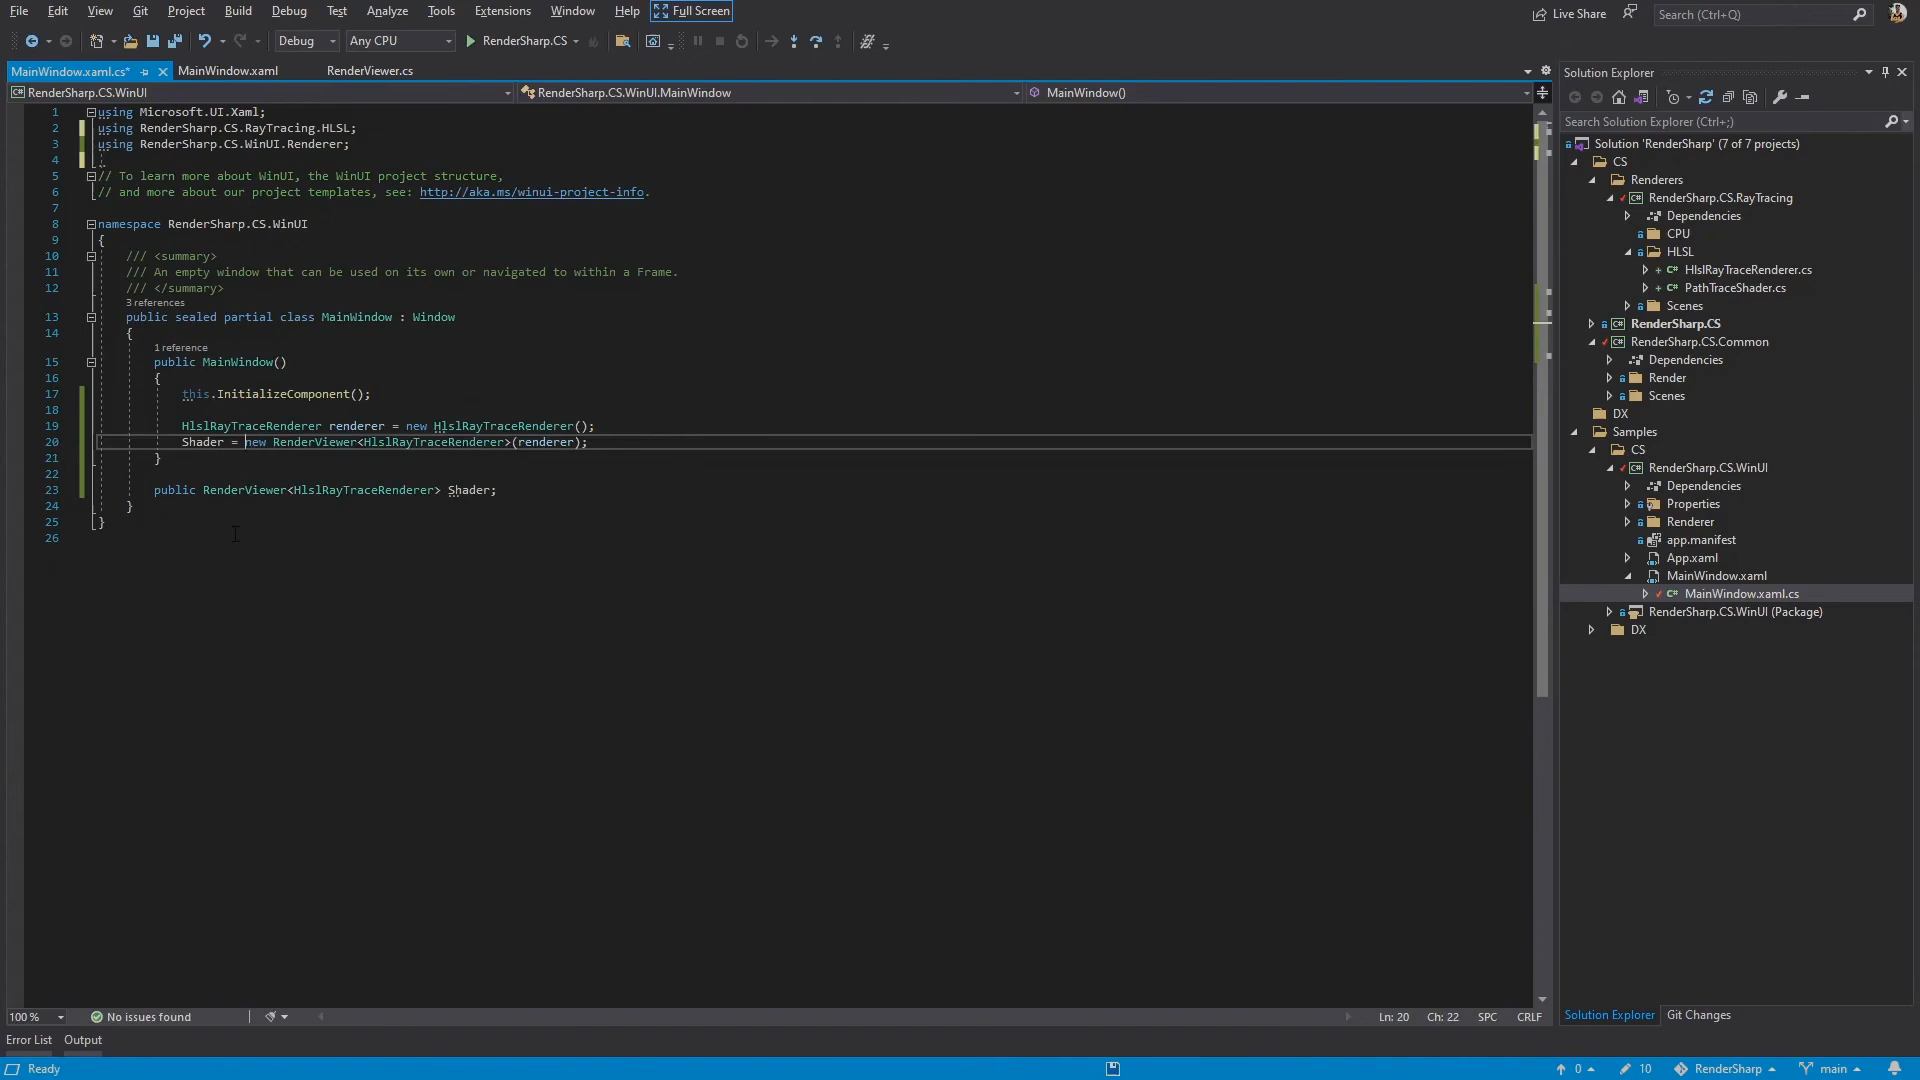 File Edit View Git Project Build Debug Test Analyze Tools Extensions Window Help Full Screen Live Share Search (Ctrl+Q)
Debug Any CPU RenderSharp.CS
MainWindow.xaml.cs* MainWindow.xaml RenderViewer.cs
RenderSharp.CS.WinUI RenderSharp.CS.WinUI.MainWindow MainWindow()
1 using Microsoft.UI.Xaml;
2 using RenderSharp.CS.RayTracing.HLSL;
3 using RenderSharp.CS.WinUI.Renderer;
4
5 // To learn more about WinUI, the WinUI project structure,
6 // and more about our project templates, see: http://aka.ms/winui-project-info.
7
8 namespace RenderSharp.CS.WinUI
9 {
10 /// <summary>
11 /// An empty window that can be used on its own or navigated to within a Frame.
12 /// </summary>
3 references
13 public sealed partial class MainWindow : Window
14 {
1 reference
15 public MainWindow()
16 {
17 this.InitializeComponent();
18
19 HlslRayTraceRenderer renderer = new HlslRayTraceRenderer();
20 Shader = new RenderViewer<HlslRayTraceRenderer>(renderer);
21 }
22
23 public RenderViewer<HlslRayTraceRenderer> Shader;
24 }
25 }
26
100 % No issues found Ln: 20 Ch: 22 SPC CRLF
Error List Output
Solution Explorer
Search Solution Explorer (Ctrl+;)
Solution 'RenderSharp' (7 of 7 projects)
CS
Renderers
RenderSharp.CS.RayTracing
Dependencies
CPU
HLSL
HlslRayTraceRenderer.cs
PathTraceShader.cs
Scenes
RenderSharp.CS
RenderSharp.CS.Common
Dependencies
Render
Scenes
DX
Samples
CS
RenderSharp.CS.WinUI
Dependencies
Properties
Renderer
app.manifest
App.xaml
MainWindow.xaml
MainWindow.xaml.cs
RenderSharp.CS.WinUI (Package)
DX
Solution Explorer Git Changes
Ready 0 10 RenderSharp main